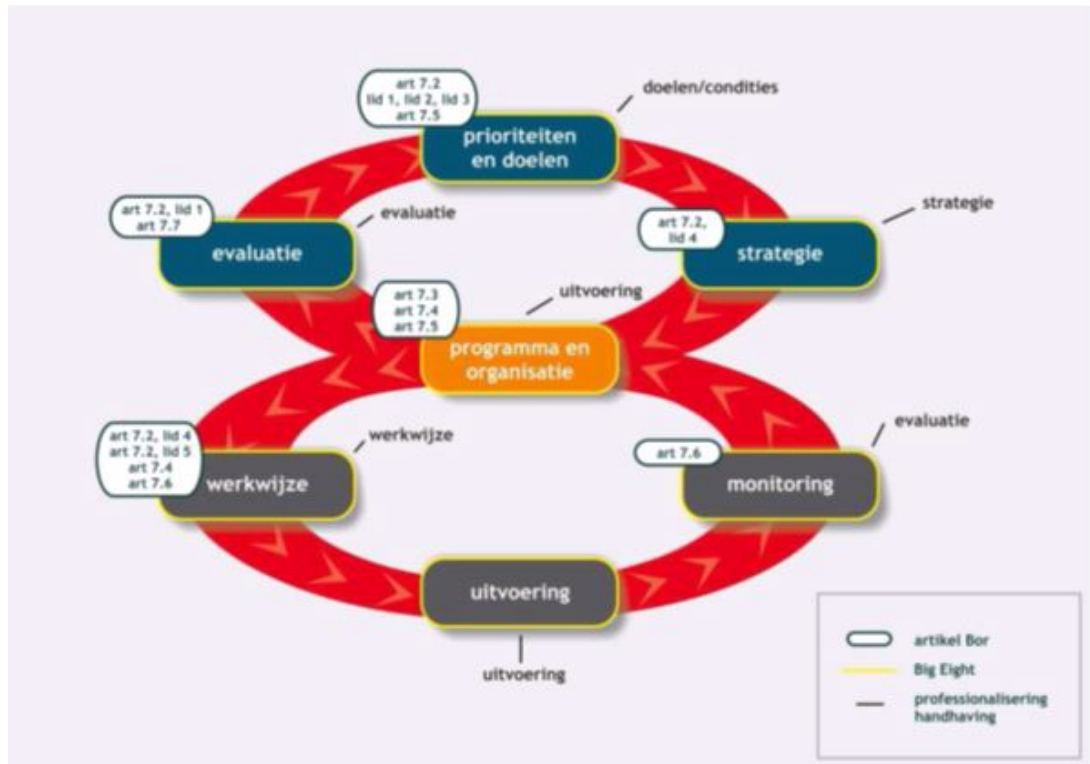 art 7.2
lid 1, lid 2, lid 3
art 7.5
doelen/condities
prioriteiten
en doelen
art 7.2, lid 1
art 7.7
evaluatie
evaluatie
art 7.2,
lid 4
strategie
strategie
art 7.3
art 7.4
art 7.5
uitvoering
programma en
organisatie
art 7.2, lid 4
art 7.2, lid 5
art 7.4
art 7.6
werkwijze
werkwijze
art 7.6
evaluatie
monitoring
uitvoering
uitvoering
artikel Bor
Big Eight
professionalisering
handhaving